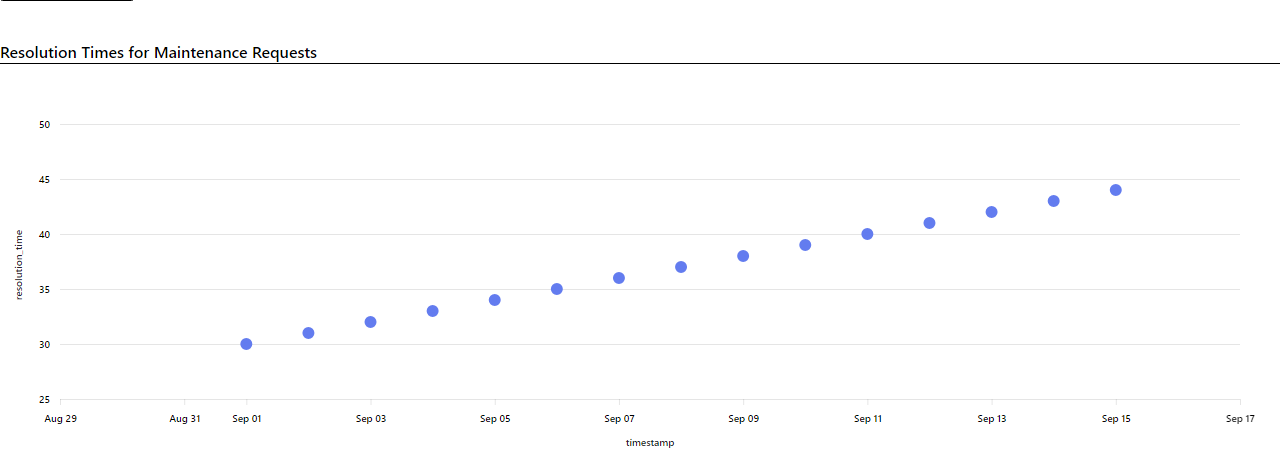 Resolution Times for Maintenance Requests
50
45
40
35
30
25
resolution_time
Aug 29 Aug 31 Sep 01 Sep 03 Sep 05 Sep 07 Sep 09 Sep 11 Sep 13 Sep 15 Sep 17
timestamp